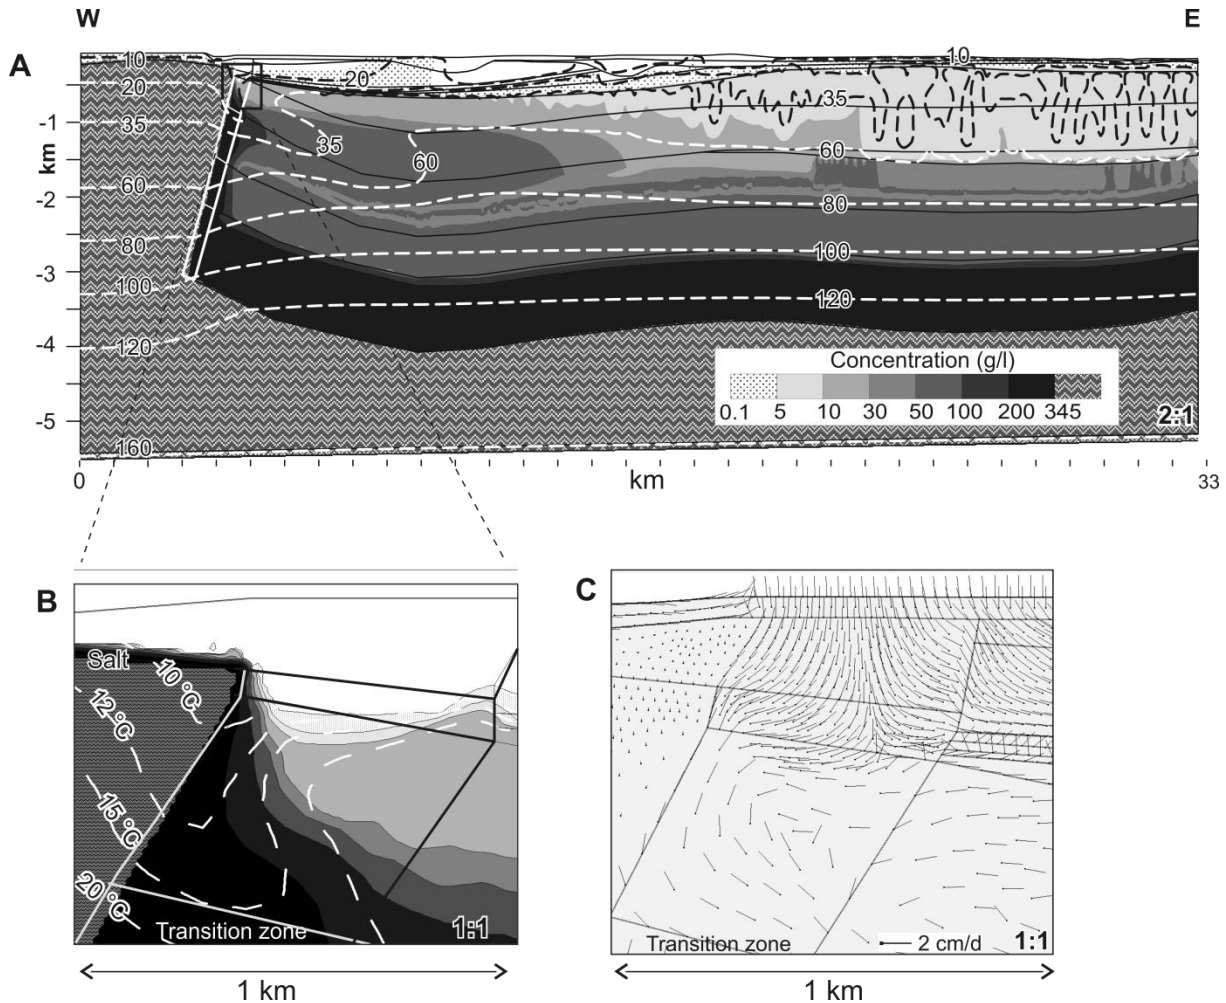 W E
A
10 10
20 20
35 35 35
-1
km
60 60 60
-2
80 80
100 100
-3
120 120
-4
-5
160
Concentration (g/l)
0.1 5 10 30 50 100 200 345
2:1
0 km 33
B
Salt
10 °C
12 °C
15 °C
20 °C
Transition zone 1:1
1 km
C
Transition zone 2 cm/d 1:1
1 km